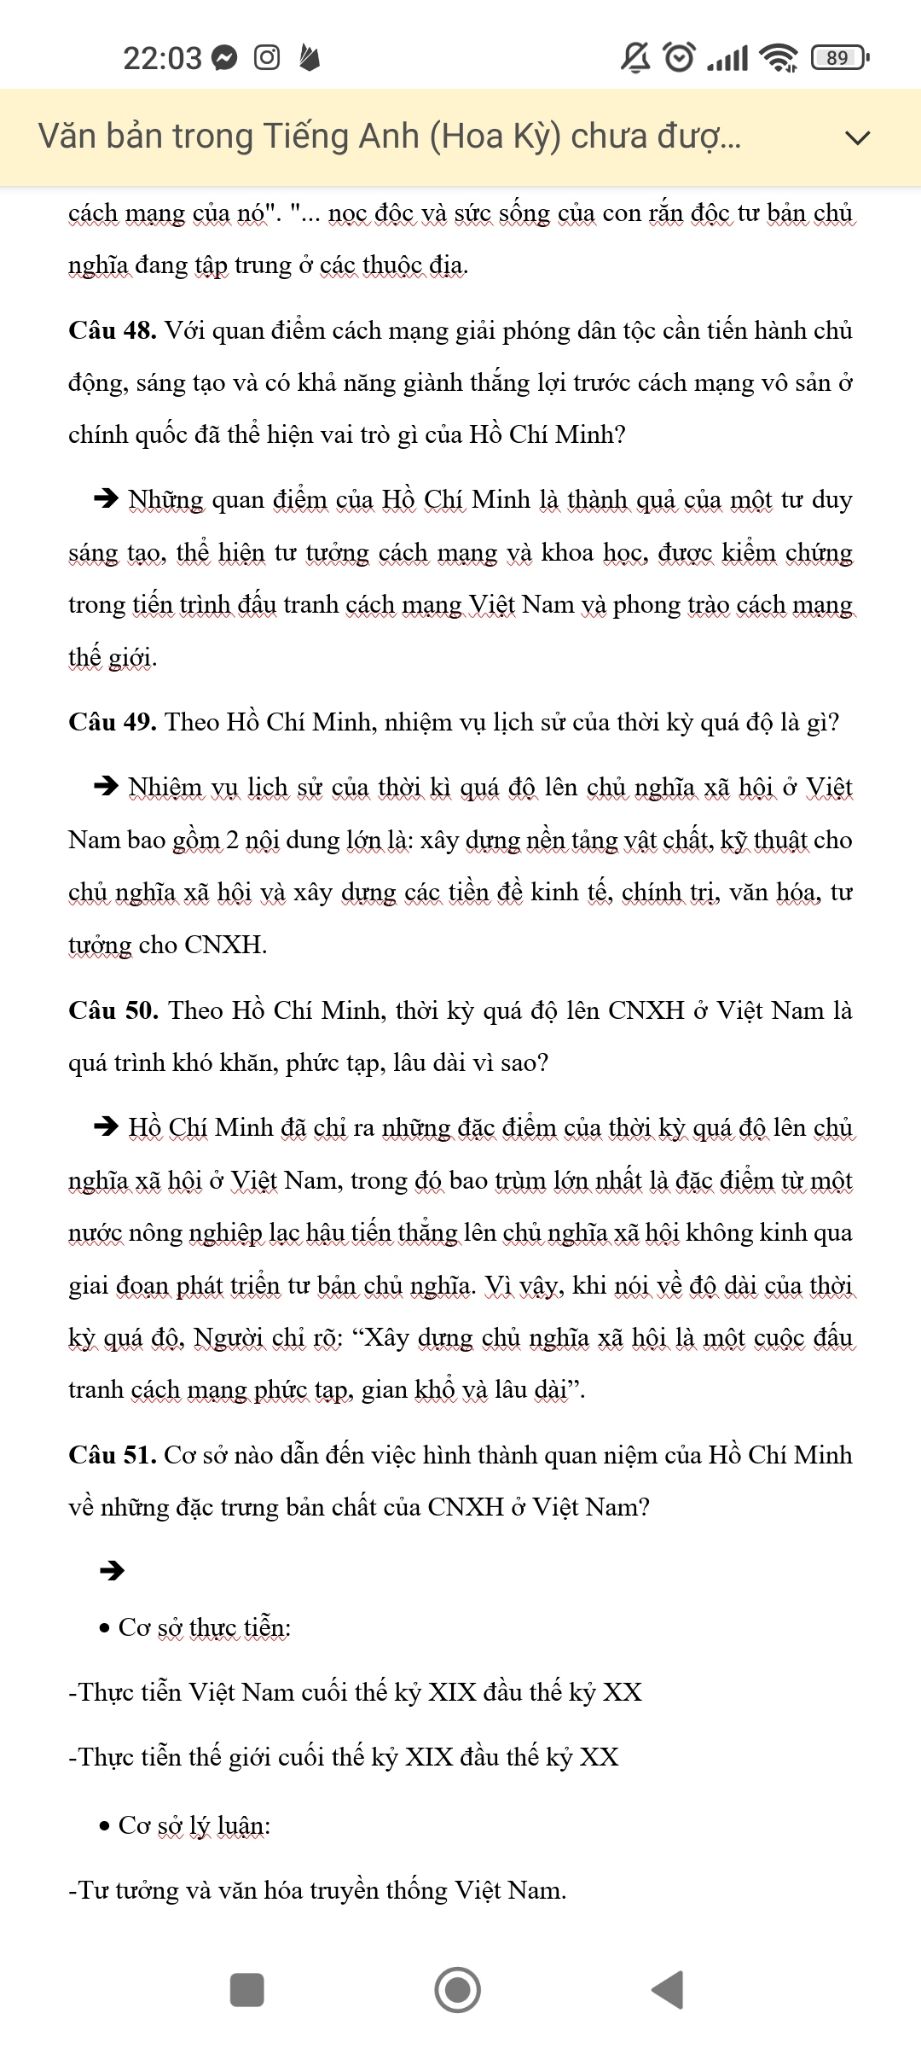 22:03
89
Văn bản trong Tiếng Anh (Hoa Kỳ) chưa đượ...
cách mạng của nó". "... nọc độc và sức sống của con rắn độc tư bản chủ
nghĩa đang tập trung ở các thuộc địa.
Câu 48. Với quan điểm cách mạng giải phóng dân tộc cần tiến hành chủ
động, sáng tạo và có khả năng giành thắng lợi trước cách mạng vô sản ở
chính quốc đã thể hiện vai trò gì của Hồ Chí Minh?
➔ Những quan điểm của Hồ Chí Minh là thành quả của một tư duy
sáng tạo, thể hiện tư tưởng cách mạng và khoa học, được kiểm chứng
trong tiến trình đấu tranh cách mạng Việt Nam và phong trào cách mạng
thế giới.
Câu 49. Theo Hồ Chí Minh, nhiệm vụ lịch sử của thời kỳ quá độ là gì?
➔ Nhiệm vụ lịch sử của thời kì quá độ lên chủ nghĩa xã hội ở Việt
Nam bao gồm 2 nội dung lớn là: xây dựng nền tảng vật chất, kỹ thuật cho
chủ nghĩa xã hội và xây dựng các tiền đề kinh tế, chính trị, văn hóa, tư
tưởng cho CNXH.
Câu 50. Theo Hồ Chí Minh, thời kỳ quá độ lên CNXH ở Việt Nam là
quá trình khó khăn, phức tạp, lâu dài vì sao?
➔ Hồ Chí Minh đã chỉ ra những đặc điểm của thời kỳ quá độ lên chủ
nghĩa xã hội ở Việt Nam, trong đó bao trùm lớn nhất là đặc điểm từ một
nước nông nghiệp lạc hậu tiến thẳng lên chủ nghĩa xã hội không kinh qua
giai đoạn phát triển tư bản chủ nghĩa. Vì vậy, khi nói về độ dài của thời
kỳ quá độ, Người chỉ rõ: “Xây dựng chủ nghĩa xã hội là một cuộc đấu
tranh cách mạng phức tạp, gian khổ và lâu dài”.
Câu 51. Cơ sở nào dẫn đến việc hình thành quan niệm của Hồ Chí Minh
về những đặc trưng bản chất của CNXH ở Việt Nam?
➔
• Cơ sở thực tiễn:
-Thực tiễn Việt Nam cuối thế kỷ XIX đầu thế kỷ XX
-Thực tiễn thế giới cuối thế kỷ XIX đầu thế kỷ XX
• Cơ sở lý luận:
-Tư tưởng và văn hóa truyền thống Việt Nam.